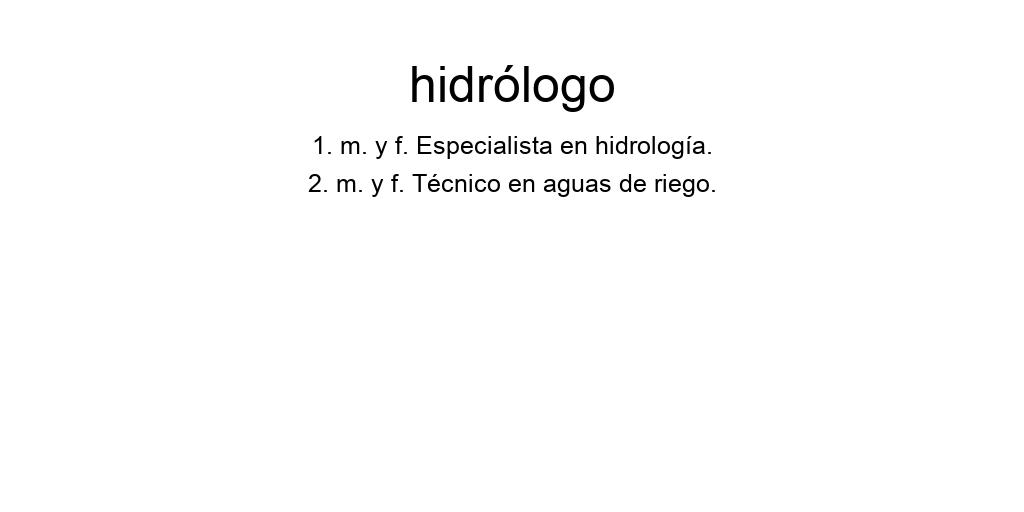 hidrólogo
1. m. y f. Especialista en hidrología.
2. m. y f. Técnico en aguas de riego.